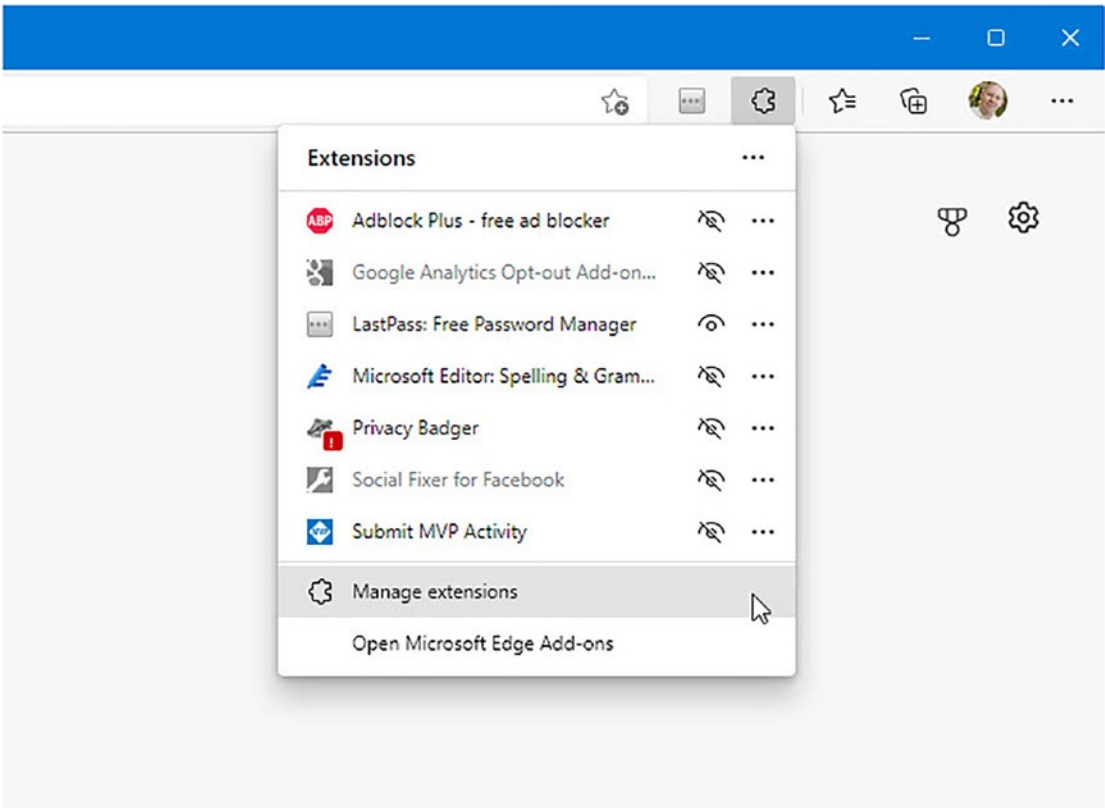 Extensions
ABP Adblock Plus - free ad blocker
Google Analytics Opt-out Add-on...
LastPass: Free Password Manager
Microsoft Editor: Spelling & Gram...
Privacy Badger
Social Fixer for Facebook
Submit MVP Activity
Manage extensions
Open Microsoft Edge Add-ons